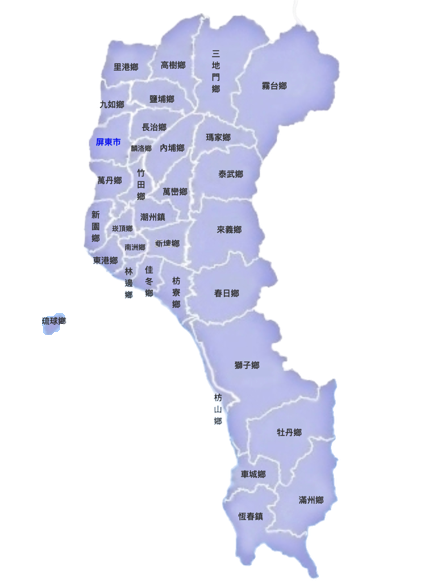 里港鄉
高樹鄉
三地門鄉
霧台鄉
九如鄉
鹽埔鄉
長治鄉
屏東市
麟洛鄉
內埔鄉
瑪家鄉
萬丹鄉
竹田鄉
萬巒鄉
泰武鄉
新園鄉
崁頂鄉
潮州鎮
來義鄉
南洲鄉
新埤鄉
東港鄉
林邊鄉
佳冬鄉
枋寮鄉
春日鄉
琉球鄉
獅子鄉
枋山鄉
牡丹鄉
車城鄉
滿州鄉
恆春鎮